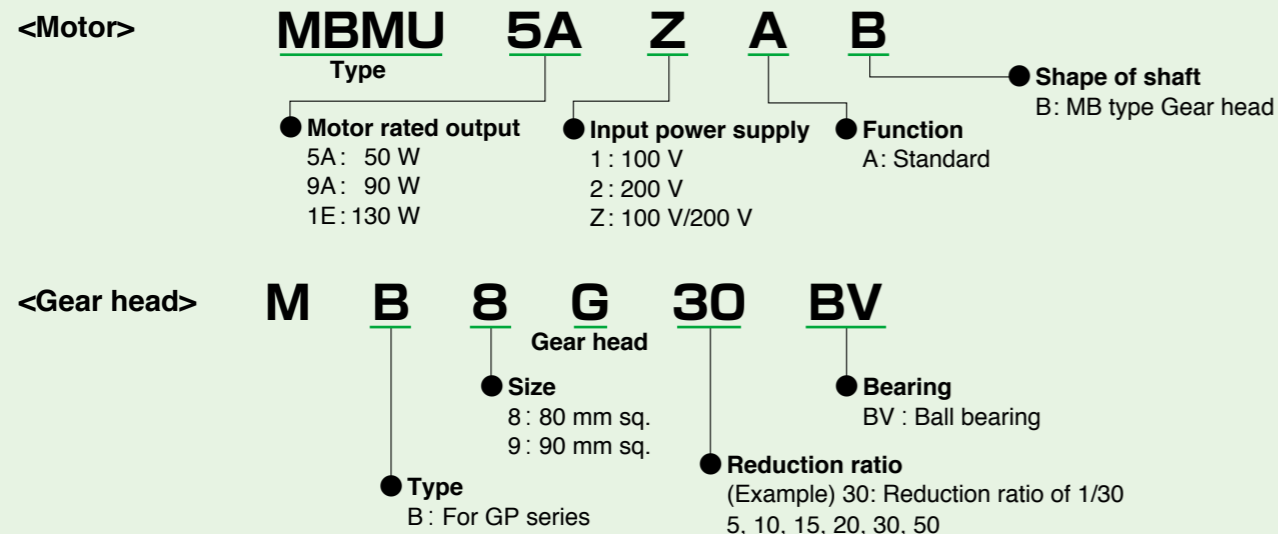 <Motor> MBMU 5A Z A B
Type
Shape of shaft
B: MB type Gear head
Motor rated output Input power supply Function
5A: 50 W 1: 100 V A: Standard
9A: 90 W 2: 200 V
1E: 130 W Z: 100 V/200 V
<Gear head> M B 8 G 30 BV
Gear head
Size Bearing
8: 80 mm sq. BV : Ball bearing
9: 90 mm sq.
Reduction ratio
Type (Example) 30: Reduction ratio of 1/30
B: For GP series 5, 10, 15, 20, 30, 50